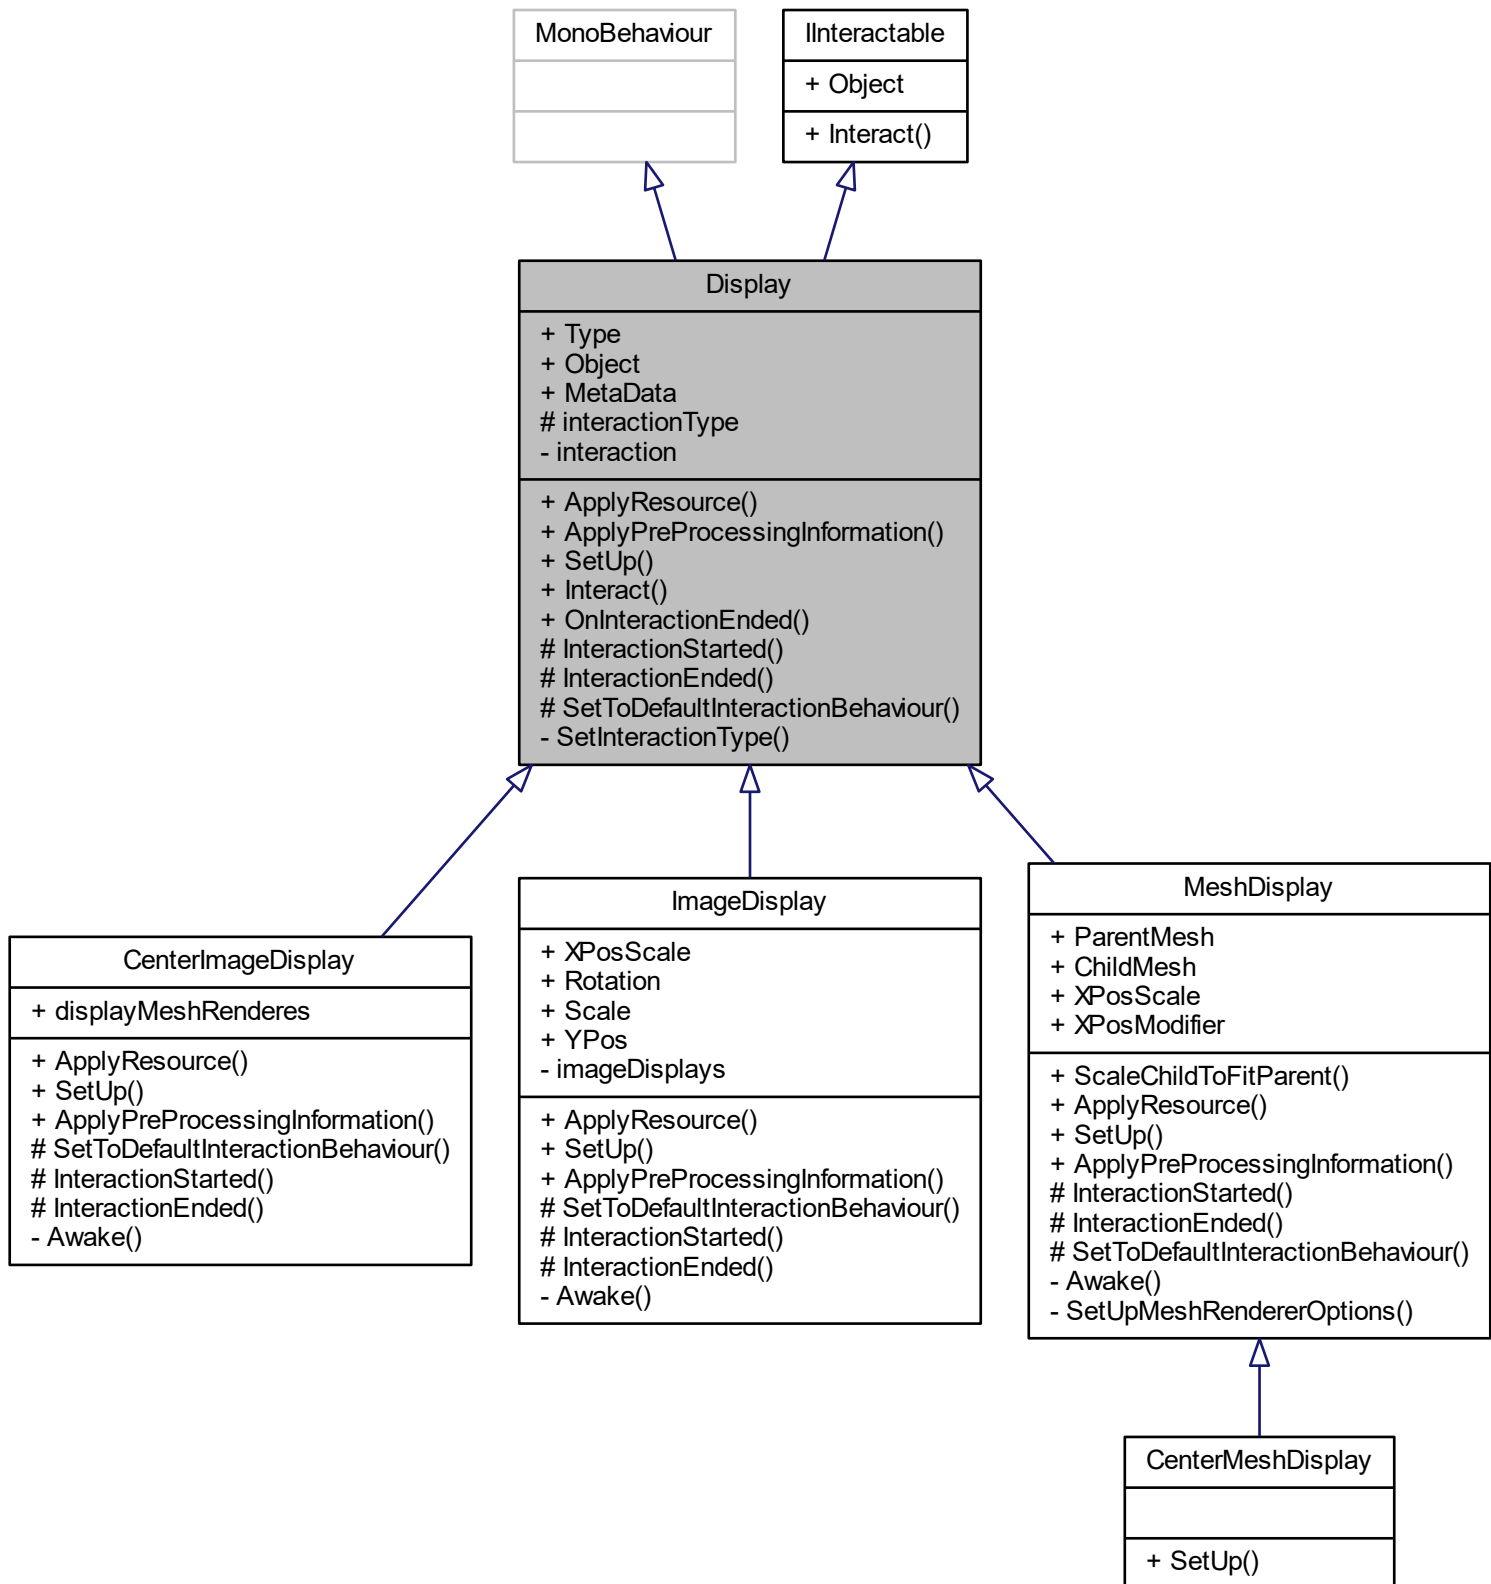 MonoBehaviour
IInteractable
+ Object
+ Interact()
Display
+ Type
+ Object
+ MetaData
# interactionType
- interaction
+ ApplyResource()
+ ApplyPreProcessingInformation()
+ SetUp()
+ Interact()
+ OnInteractionEnded()
# InteractionStarted()
# InteractionEnded()
# SetToDefaultInteractionBehaviour()
- SetInteractionType()
CenterImageDisplay
+ displayMeshRenderes
+ ApplyResource()
+ SetUp()
+ ApplyPreProcessingInformation()
# SetToDefaultInteractionBehaviour()
# InteractionStarted()
# InteractionEnded()
- Awake()
ImageDisplay
+ XPosScale
+ Rotation
+ Scale
+ YPos
- imageDisplays
+ ApplyResource()
+ SetUp()
+ ApplyPreProcessingInformation()
# SetToDefaultInteractionBehaviour()
# InteractionStarted()
# InteractionEnded()
- Awake()
MeshDisplay
+ ParentMesh
+ ChildMesh
+ XPosScale
+ XPosModifier
+ ScaleChildToFitParent()
+ ApplyResource()
+ SetUp()
+ ApplyPreProcessingInformation()
# InteractionStarted()
# InteractionEnded()
# SetToDefaultInteractionBehaviour()
- Awake()
- SetUpMeshRendererOptions()
CenterMeshDisplay
+ SetUp()